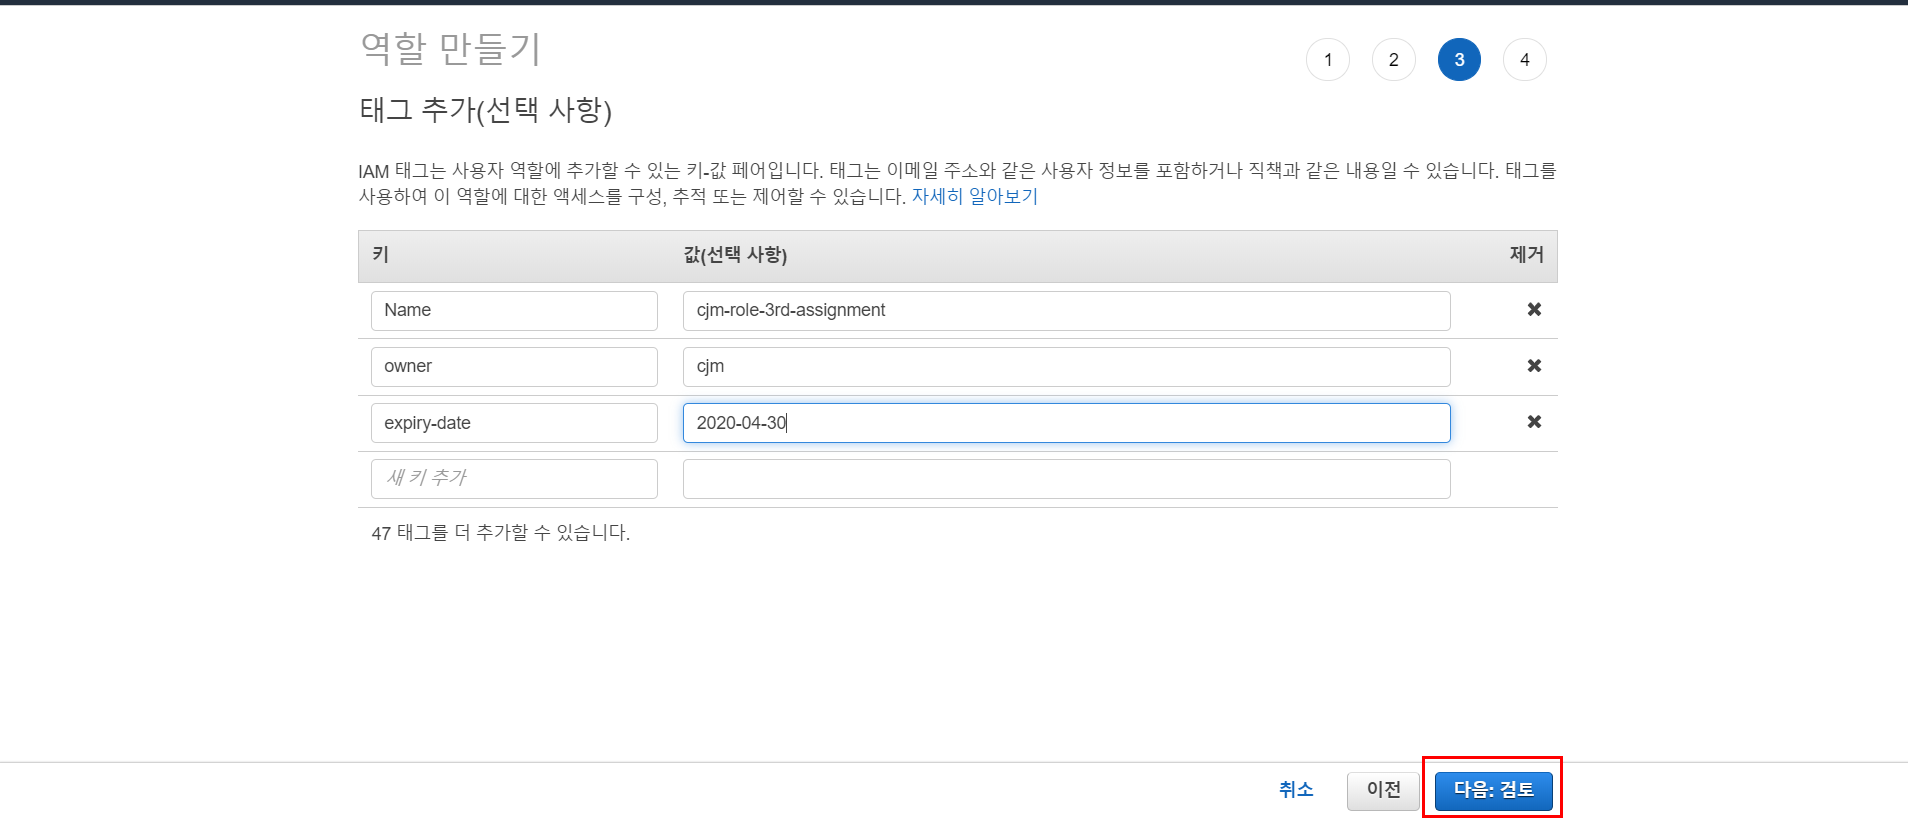 역할 만들기
1 2 3 4
태그 추가(선택 사항)
IAM 태그는 사용자 역할에 추가할 수 있는 키-값 페어입니다. 태그는 이메일 주소와 같은 사용자 정보를 포함하거나 직책과 같은 내용일 수 있습니다. 태그를
사용하여 이 역할에 대한 액세스를 구성, 추적 또는 제어할 수 있습니다. 자세히 알아보기
키 값(선택 사항) 제거
Name cjm-role-3rd-assignment
owner cjm
expiry-date 2020-04-30
새 키 추가
47 태그를 더 추가할 수 있습니다.
취소 이전 다음: 검토